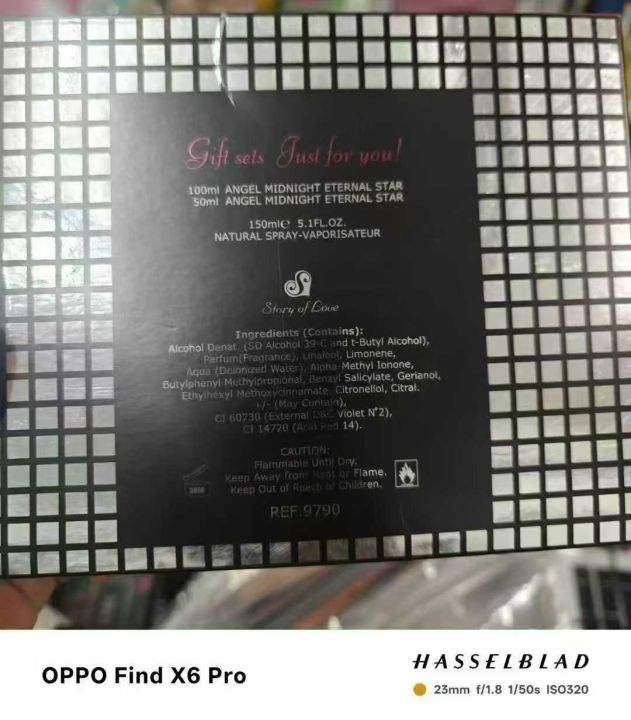 Gift sets Just for you!
100ml ANGEL MIDNIGHT ETERNAL STAR
50ml ANGEL MIDNIGHT ETERNAL STAR
150ml℮ 5.1FL.OZ.
NATURAL SPRAY-VAPORISATEUR
Story of Love
Ingredients (Contains):
Alcohol Denat. (SD Alcohol 39-C and t-Butyl Alcohol),
Parfum(Fragrance), Linalool, Limonene,
Aqua (Deionized Water), Alpha-Methyl Ionone,
Butylphenyl Methylpropional, Benzyl Salicylate, Gerianol,
Ethylhexyl Methoxycinnamate, Citronellol, Citral.
+/- (May Contain),
CI 60730 (External D&C Violet N°2),
CI 14720 (Acid Red 14).
CAUTION:
Flammable Until Dry.
Keep Away from Heat or Flame.
Keep Out of Reach of Children.
REF.9790
OPPO Find X6 Pro
HASSELBLAD
23mm f/1.8 1/50s ISO320